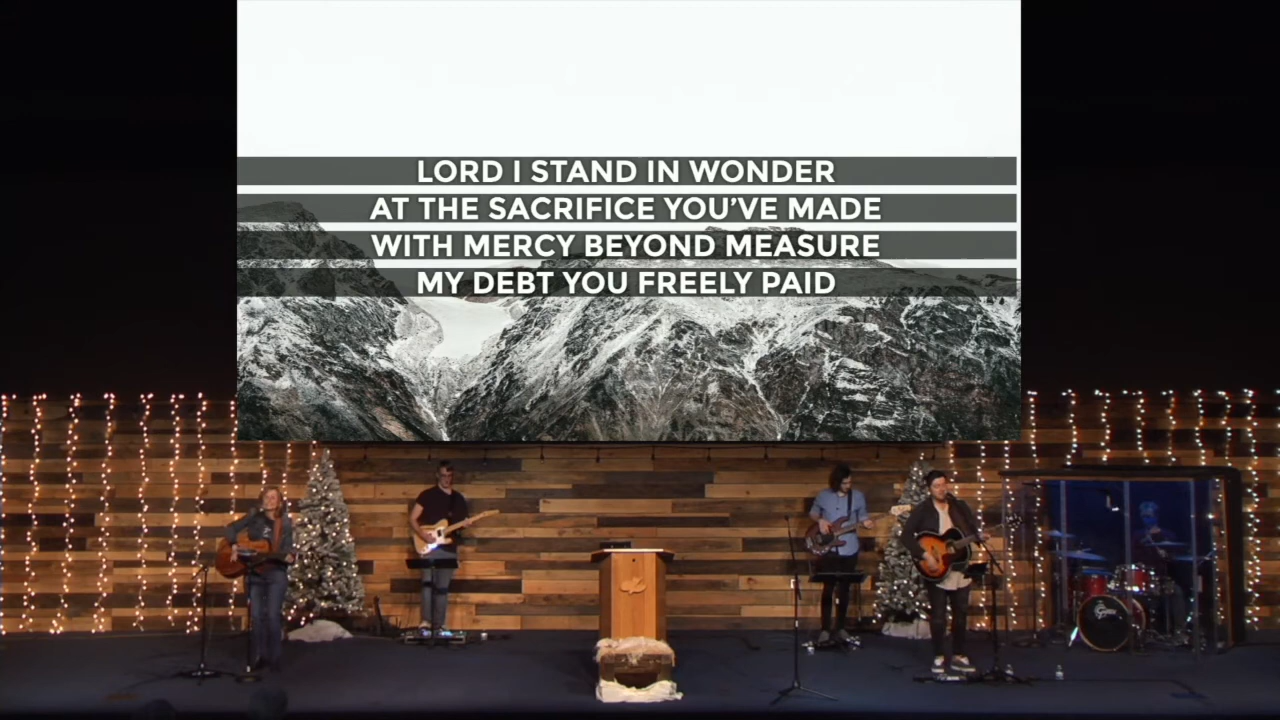 LORD I STAND IN WONDER
AT THE SACRIFICE YOU'VE MADE
WITH MERCY BEYOND MEASURE
MY DEBT YOU FREELY PAID